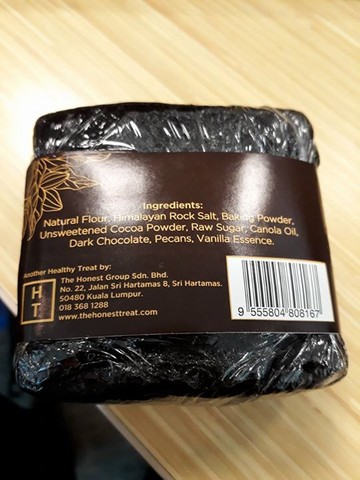 Ingredients:
Natural Flour, Himalayan Rock Salt, Baking Powder,
Unsweetened Cocoa Powder, Raw Sugar, Canola Oil,
Dark Chocolate, Pecans, Vanilla Essence.
Another Healthy Treat by:
The Honest Group Sdn. Bhd.
No. 22, Jalan Sri Hartamas 8, Sri Hartamas.
50480 Kuala Lumpur.
018 368 1288
www.thehonesttreat.com
H
T
9 555804 808167